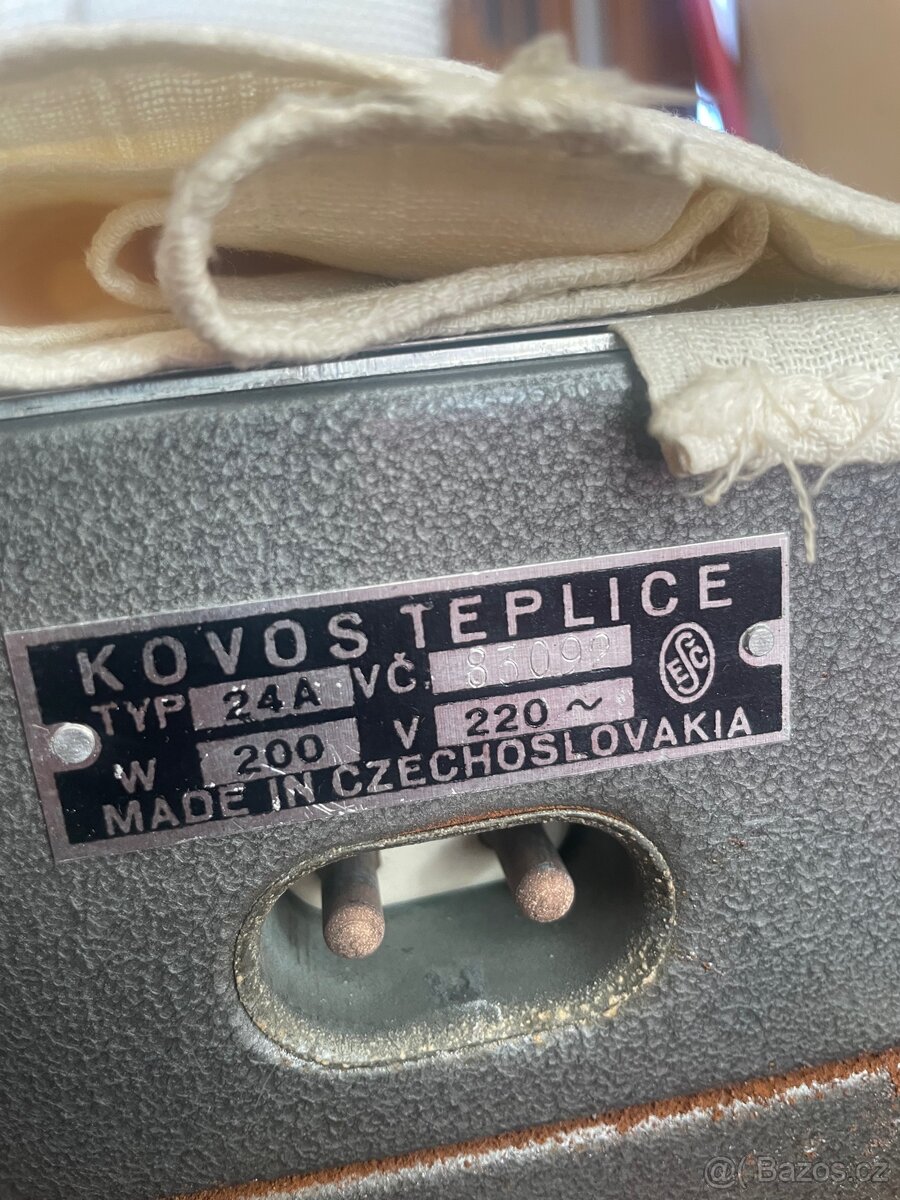 KOVOS TEPLICE
TYP 24A VČ. 83092 ESČ
W 200 V 220 ~
MADE IN CZECHOSLOVAKIA
@( Bazos.cz